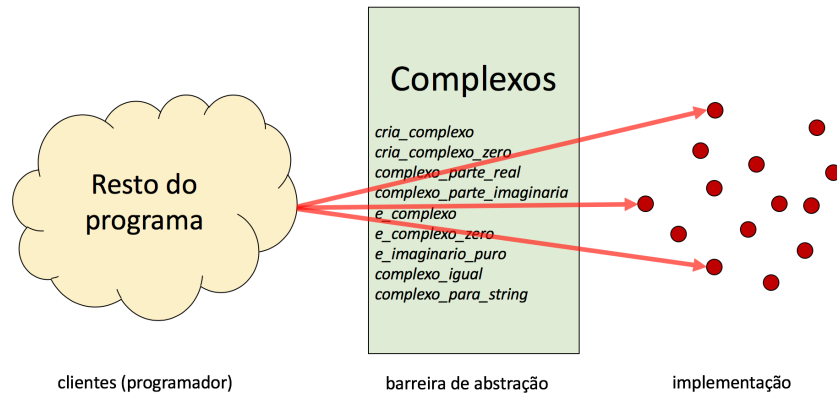 Complexos
Resto do
programa
cria_complexo
cria_complexo_zero
complexo_parte_real
complexo_parte_imaginaria
e_complexo
e_complexo_zero
e_imaginario_puro
complexo_igual
complexo_para_string
clientes (programador)
barreira de abstração
implementação